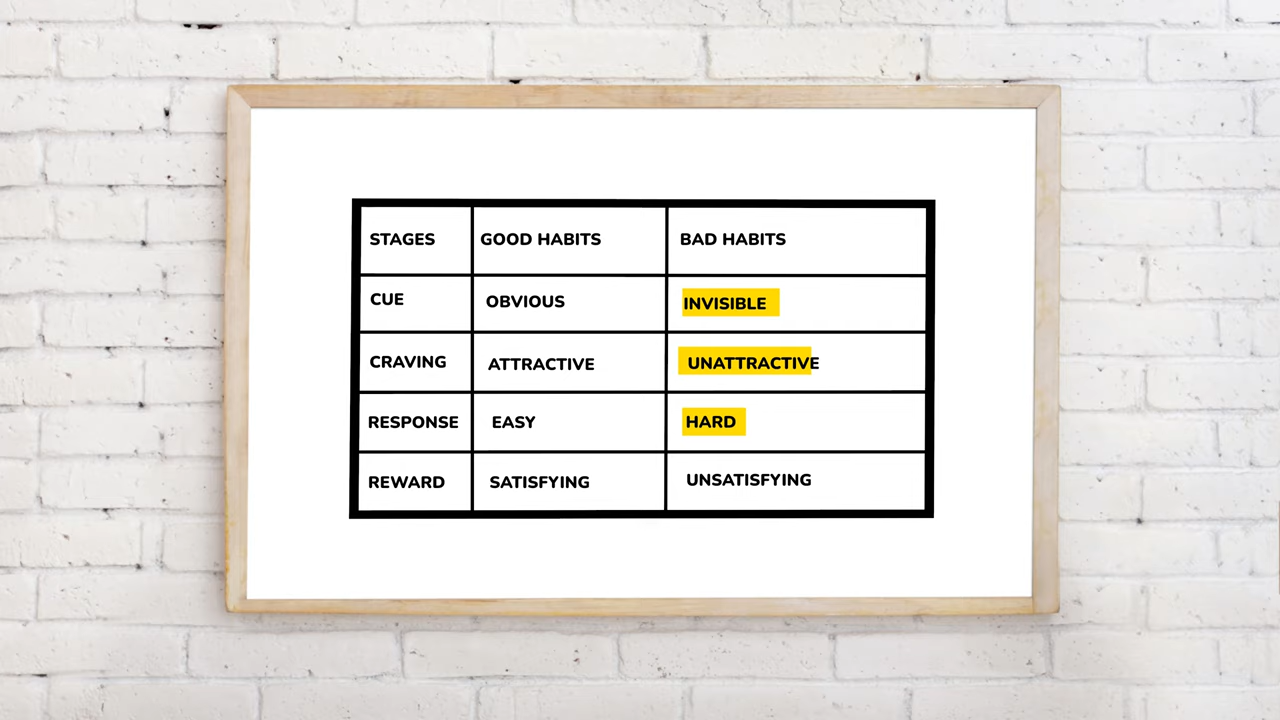 STAGES GOOD HABITS BAD HABITS
CUE OBVIOUS INVISIBLE
CRAVING ATTRACTIVE UNATTRACTIVE
RESPONSE EASY HARD
REWARD SATISFYING UNSATISFYING